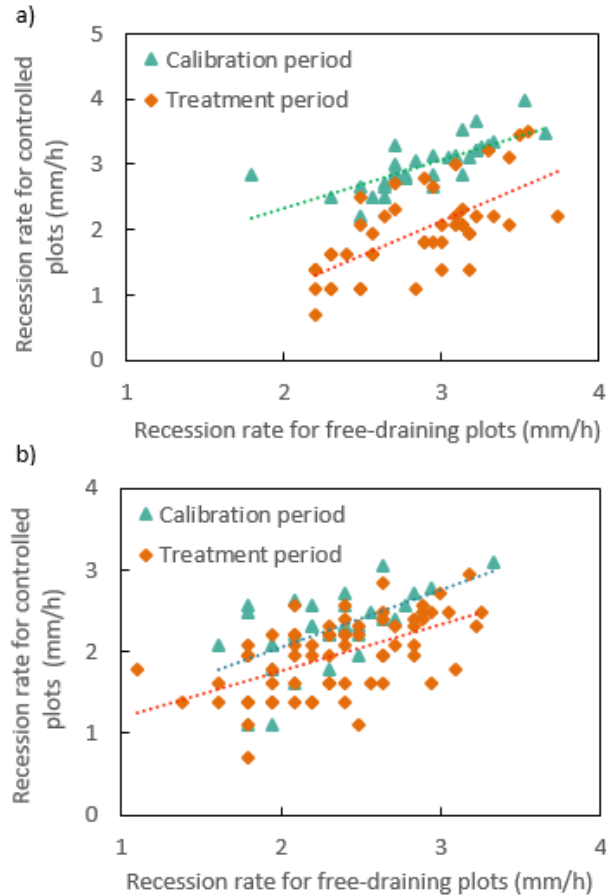 a)
Recession rate for controlled
plots (mm/h)
5
4
3
2
1
0
Calibration period
Treatment period
1 2 3 4
Recession rate for free-draining plots (mm/h)
b)
Recession rate for controlled
plots (mm/h)
4
3
2
1
0
Calibration period
Treatment period
1 2 3 4
Recession rate for free-draining plots (mm/h)